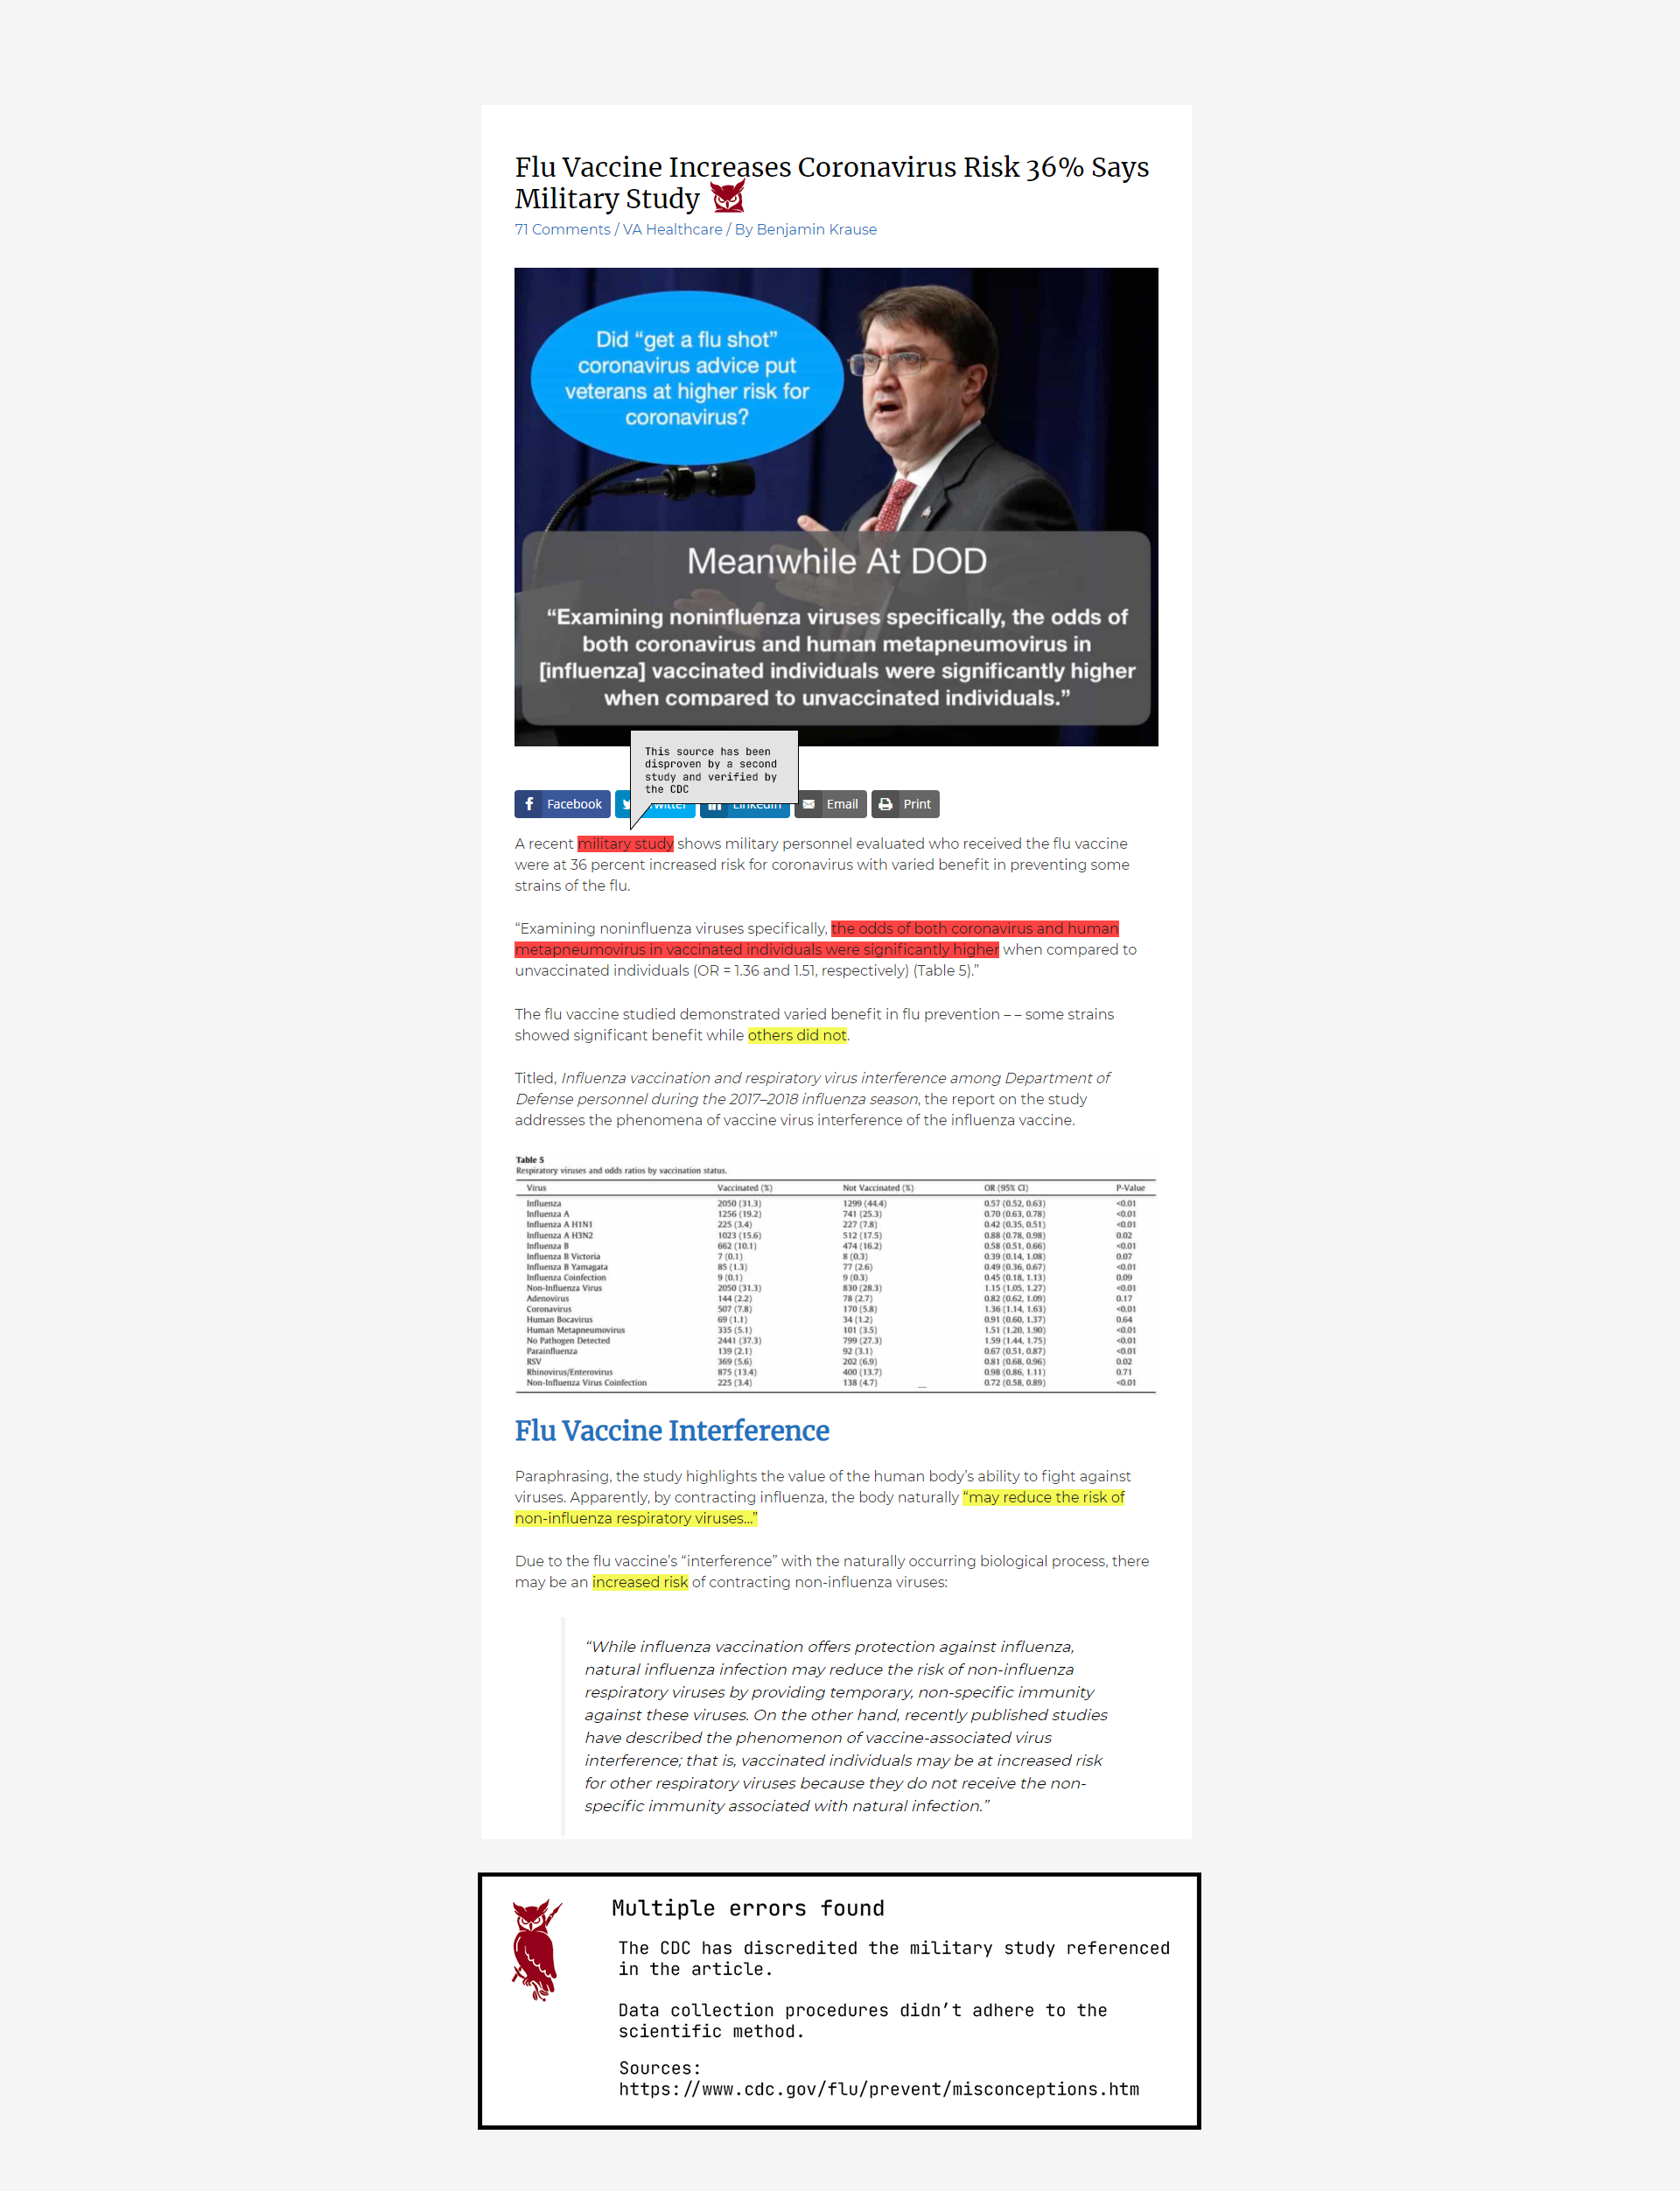 Flu Vaccine Increases Coronavirus Risk 36% Says
Military Study
71 Comments / VA Healthcare / By Benjamin Krause
Did “get a flu shot”
coronavirus advice put
veterans at higher risk for
coronavirus?
Meanwhile At DOD
“Examining noninfluenza viruses specifically, the odds of
both coronavirus and human metapneumovirus in
[influenza] vaccinated individuals were significantly higher
when compared to unvaccinated individuals.”
This source has been
disproven by a second
study and verified by
the CDC
Facebook Twitter LinkedIn Email Print
A recent military study shows military personnel evaluated who received the flu vaccine
were at 36 percent increased risk for coronavirus with varied benefit in preventing some
strains of the flu.
“Examining noninfluenza viruses specifically, the odds of both coronavirus and human
metapneumovirus in vaccinated individuals were significantly higher when compared to
unvaccinated individuals (OR = 1.36 and 1.51, respectively) (Table 5).”
The flu vaccine studied demonstrated varied benefit in flu prevention – – some strains
showed significant benefit while others did not.
Titled, Influenza vaccination and respiratory virus interference among Department of
Defense personnel during the 2017–2018 influenza season, the report on the study
addresses the phenomena of vaccine virus interference of the influenza vaccine.
Table 5
Respiratory viruses and odds ratios by vaccination status.
Virus Vaccinated (%) Not Vaccinated (%) OR (95% CI) P-Value
Influenza 2050 (31.3) 1299 (44.4) 0.57 (0.52, 0.63) <0.01
Influenza A 1256 (19.2) 741 (25.3) 0.70 (0.63, 0.78) <0.01
Influenza A H1N1 225 (3.4) 227 (7.8) 0.42 (0.35, 0.51) <0.01
Influenza A H3N2 1023 (15.6) 512 (17.5) 0.88 (0.78, 0.98) 0.02
Influenza B 662 (10.1) 474 (16.2) 0.58 (0.51, 0.66) <0.01
Influenza B Victoria 7 (0.1) 8 (0.3) 0.39 (0.14, 1.08) 0.07
Influenza B Yamagata 85 (1.3) 77 (2.6) 0.49 (0.36, 0.67) <0.01
Influenza Coinfection 9 (0.1) 9 (0.3) 0.45 (0.18, 1.13) 0.09
Non-Influenza Virus 2050 (31.3) 830 (28.3) 1.15 (1.05, 1.27) <0.01
Adenovirus 144 (2.2) 78 (2.7) 0.82 (0.62, 1.09) 0.17
Coronavirus 507 (7.8) 170 (5.8) 1.36 (1.14, 1.63) <0.01
Human Bocavirus 69 (1.1) 34 (1.2) 0.91 (0.60, 1.37) 0.64
Human Metapneumovirus 335 (5.1) 101 (3.5) 1.51 (1.20, 1.90) <0.01
No Pathogen Detected 2441 (37.3) 799 (27.3) 1.59 (1.44, 1.75) <0.01
Parainfluenza 139 (2.1) 92 (3.1) 0.67 (0.51, 0.87) <0.01
RSV 369 (5.6) 202 (6.9) 0.81 (0.68, 0.96) 0.02
Rhinovirus/Enterovirus 875 (13.4) 400 (13.7) 0.98 (0.86, 1.11) 0.71
Non-Influenza Virus Coinfection 225 (3.4) 138 (4.7) 0.72 (0.58, 0.89) <0.01
Flu Vaccine Interference
Paraphrasing, the study highlights the value of the human body’s ability to fight against
viruses. Apparently, by contracting influenza, the body naturally “may reduce the risk of
non-influenza respiratory viruses…”
Due to the flu vaccine’s “interference” with the naturally occurring biological process, there
may be an increased risk of contracting non-influenza viruses:
“While influenza vaccination offers protection against influenza,
natural influenza infection may reduce the risk of non-influenza
respiratory viruses by providing temporary, non-specific immunity
against these viruses. On the other hand, recently published studies
have described the phenomenon of vaccine-associated virus
interference; that is, vaccinated individuals may be at increased risk
for other respiratory viruses because they do not receive the non-
specific immunity associated with natural infection.”
Multiple errors found
The CDC has discredited the military study referenced
in the article.
Data collection procedures didn’t adhere to the
scientific method.
Sources:
https://www.cdc.gov/flu/prevent/misconceptions.htm